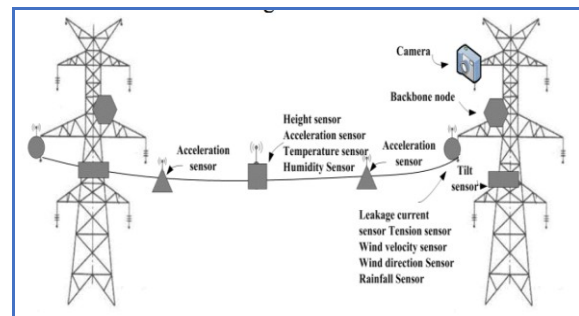 Camera
Backbone node
Height sensor
Acceleration sensor
Temperature sensor
Humidity Sensor
Acceleration
sensor
Acceleration
sensor
Tilt
sensor
Leakage current
sensor Tension sensor
Wind velocity sensor
Wind direction Sensor
Rainfall Sensor